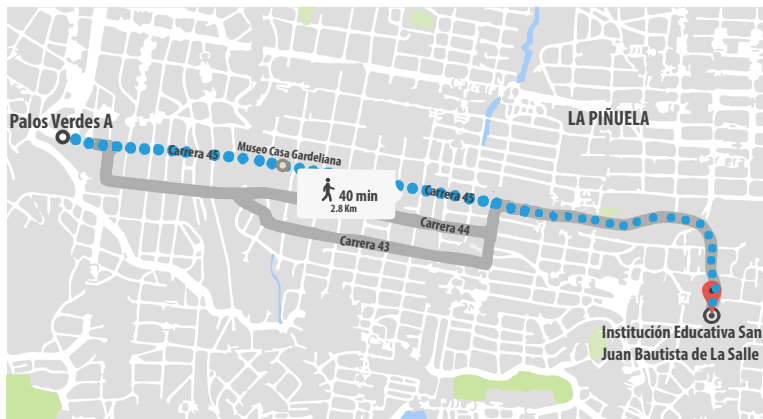 LA PIÑUELA
Palos Verdes A
Carrera 45
Museo Casa Gardeliana
40 min
2.8 Km
Carrera 45
Carrera 44
Carrera 43
Institución Educativa San
Juan Bautista de La Salle